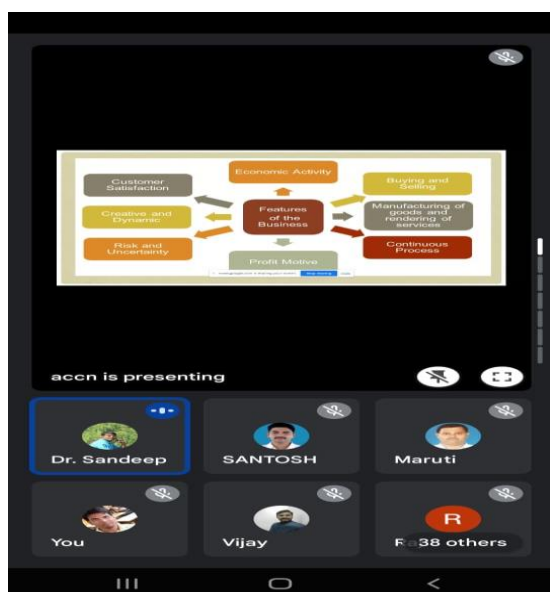 Economic Activity
Customer
Satisfaction
Buying and
Selling
Creative and
Dynamic
Features
of the
Business
Manufacturing of
goods and
rendering of
services
Risk and
Uncertainty
Continuous
Process
Profit Motive
accn is presenting
Dr. Sandeep
SANTOSH
Maruti
You
Vijay
R
38 others